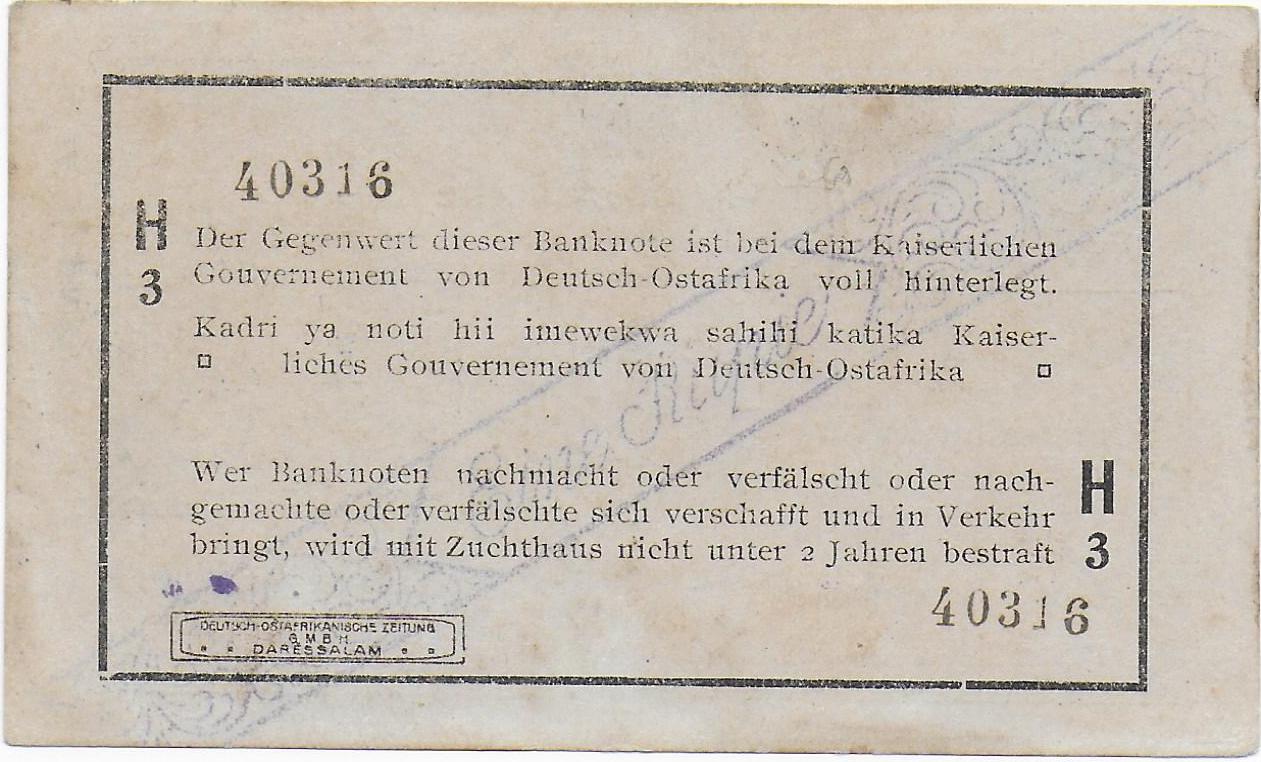 40316
H
3
Der Gegenwert dieser Banknote ist bei dem Kaiserlichen
Gouvernement von Deutsch-Ostafrika voll hinterlegt.
Kadri ya noti hii imewekwa sahihi katika Kaiser-
liches Gouvernement von Deutsch-Ostafrika
Eine Rupie
Wer Banknoten nachmacht oder verfälscht oder nach-
gemachte oder verfälschte sich verschafft und in Verkehr
bringt, wird mit Zuchthaus nicht unter 2 Jahren bestraft
H
3
40316
DEUTSCH-OSTAFRIKANISCHE ZEITUNG
G.M.B.H.
DARESSALAM